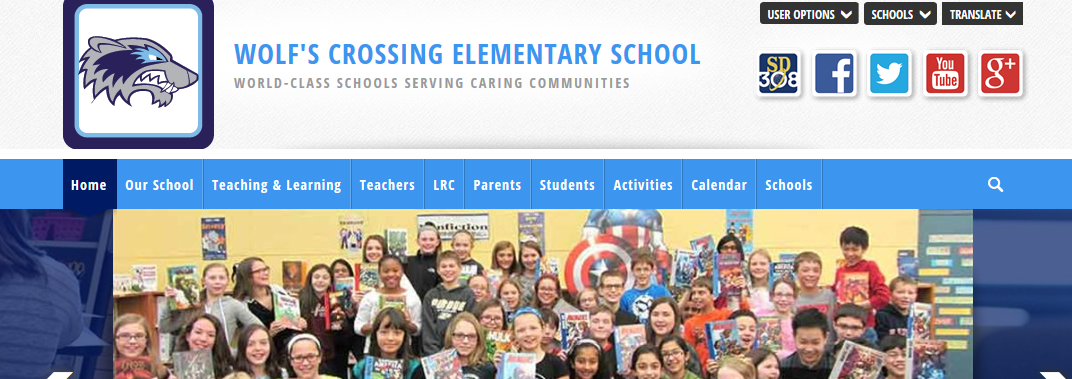 USER OPTIONS SCHOOLS TRANSLATE
WOLF'S CROSSING ELEMENTARY SCHOOL
WORLD-CLASS SCHOOLS SERVING CARING COMMUNITIES
SD
308
f
You
Tube
g+
Home Our School Teaching & Learning Teachers LRC Parents Students Activities Calendar Schools
Nonfiction